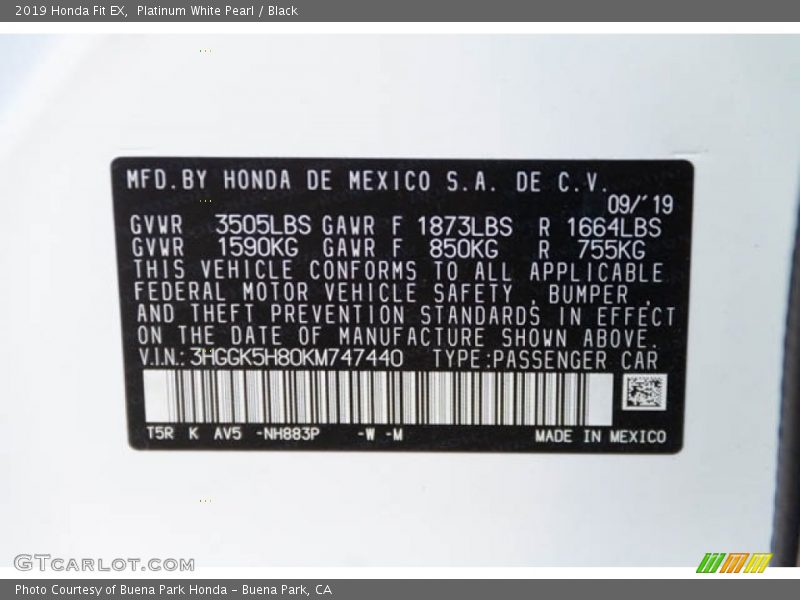 2019 Honda Fit EX,  Platinum White Pearl / Black
MFD.BY HONDA DE MEXICO S.A. DE C.V.
09/'19
GVWR 3505LBS GAWR F 1873LBS R 1664LBS
GVWR 1590KG GAWR F 850KG R 755KG
THIS VEHICLE CONFORMS TO ALL APPLICABLE
FEDERAL MOTOR VEHICLE SAFETY , BUMPER ,
AND THEFT PREVENTION STANDARDS IN EFFECT
ON THE DATE OF MANUFACTURE SHOWN ABOVE.
V.I.N.: 3HGGK5H80KM747440 TYPE:PASSENGER CAR
T5R K AV5 -NH883P -W -M MADE IN MEXICO
GTCARLOT.COM
Photo Courtesy of Buena Park Honda - Buena Park, CA